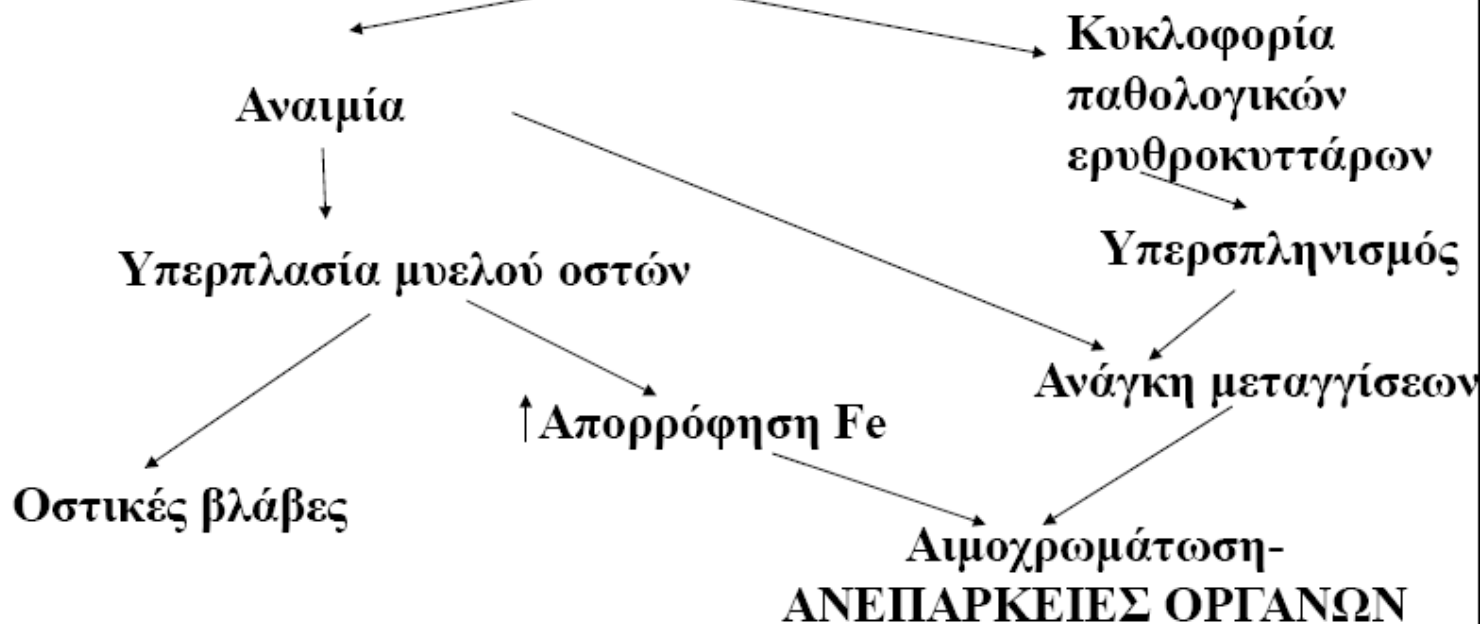 Κυκλοφορία
παθολογικών
ερυθροκυττάρων
Αναιμία
Υπερσπληνισμός
Υπερπλασία μυελού οστών
Ανάγκη μεταγγίσεων
↑Απορρόφηση Fe
Οστικές βλάβες
Αιμοχρωμάτωση-
ΑΝΕΠΑΡΚΕΙΕΣ ΟΡΓΑΝΩΝ